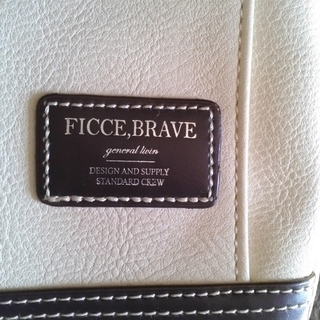 FICCE,BRAVE
general livin
DESIGN AND SUPPLY
STANDARD CREW